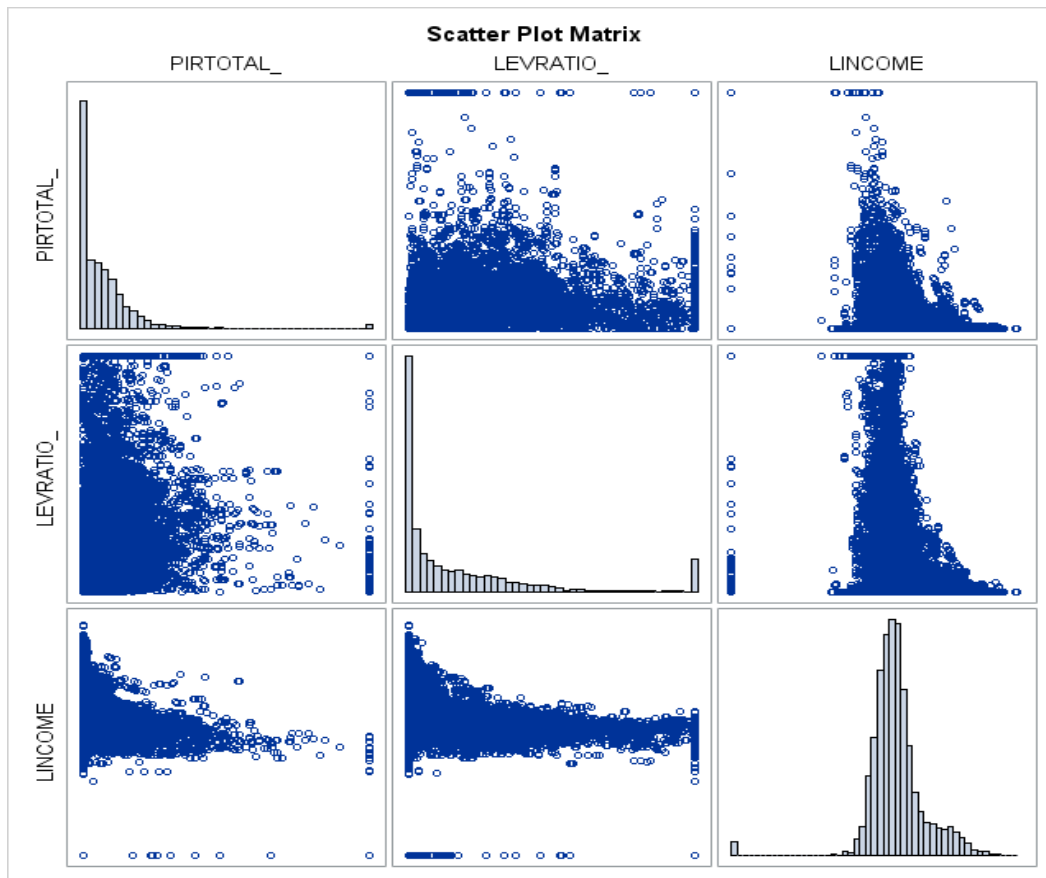 Scatter Plot Matrix
PIRTOTAL_ LEVRATIO_ LINCOME
PIRTOTAL_
LEVRATIO_
LINCOME